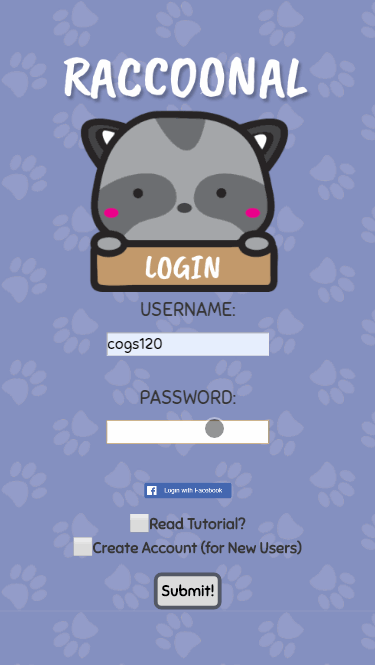 RACCOONAL
LOGIN
USERNAME:
cogs120
PASSWORD:
Login with Facebook
Read Tutorial?
Create Account (for New Users)
Submit!